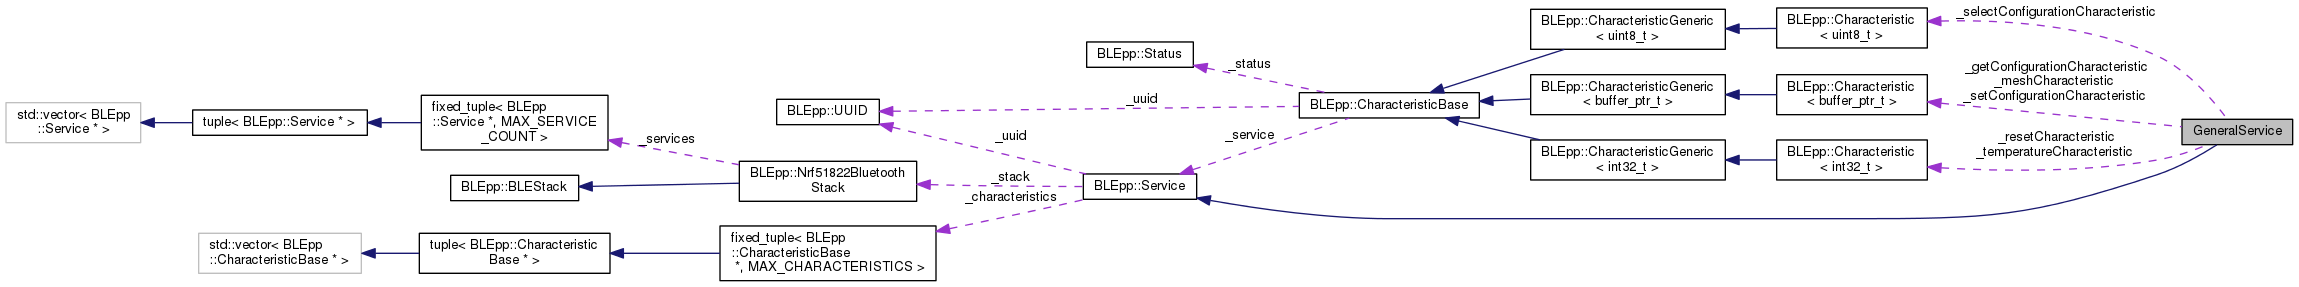 std::vector< BLEpp
::Service * >
tuple< BLEpp::Service * >
fixed_tuple< BLEpp
::Service *, MAX_SERVICE
_COUNT >
_services
BLEpp::BLEStack
BLEpp::Nrf51822Bluetooth
Stack
std::vector< BLEpp
::CharacteristicBase * >
tuple< BLEpp::Characteristic
Base * >
fixed_tuple< BLEpp
::CharacteristicBase
*, MAX_CHARACTERISTICS >
BLEpp::UUID
_uuid
_stack
_characteristics
BLEpp::Status
_status
_uuid
_service
BLEpp::Service
BLEpp::CharacteristicBase
BLEpp::CharacteristicGeneric
< uint8_t >
BLEpp::CharacteristicGeneric
< buffer_ptr_t >
BLEpp::CharacteristicGeneric
< int32_t >
BLEpp::Characteristic
< uint8_t >
BLEpp::Characteristic
< buffer_ptr_t >
BLEpp::Characteristic
< int32_t >
_selectConfigurationCharacteristic
_getConfigurationCharacteristic
_meshCharacteristic
_setConfigurationCharacteristic
_resetCharacteristic
_temperatureCharacteristic
GeneralService